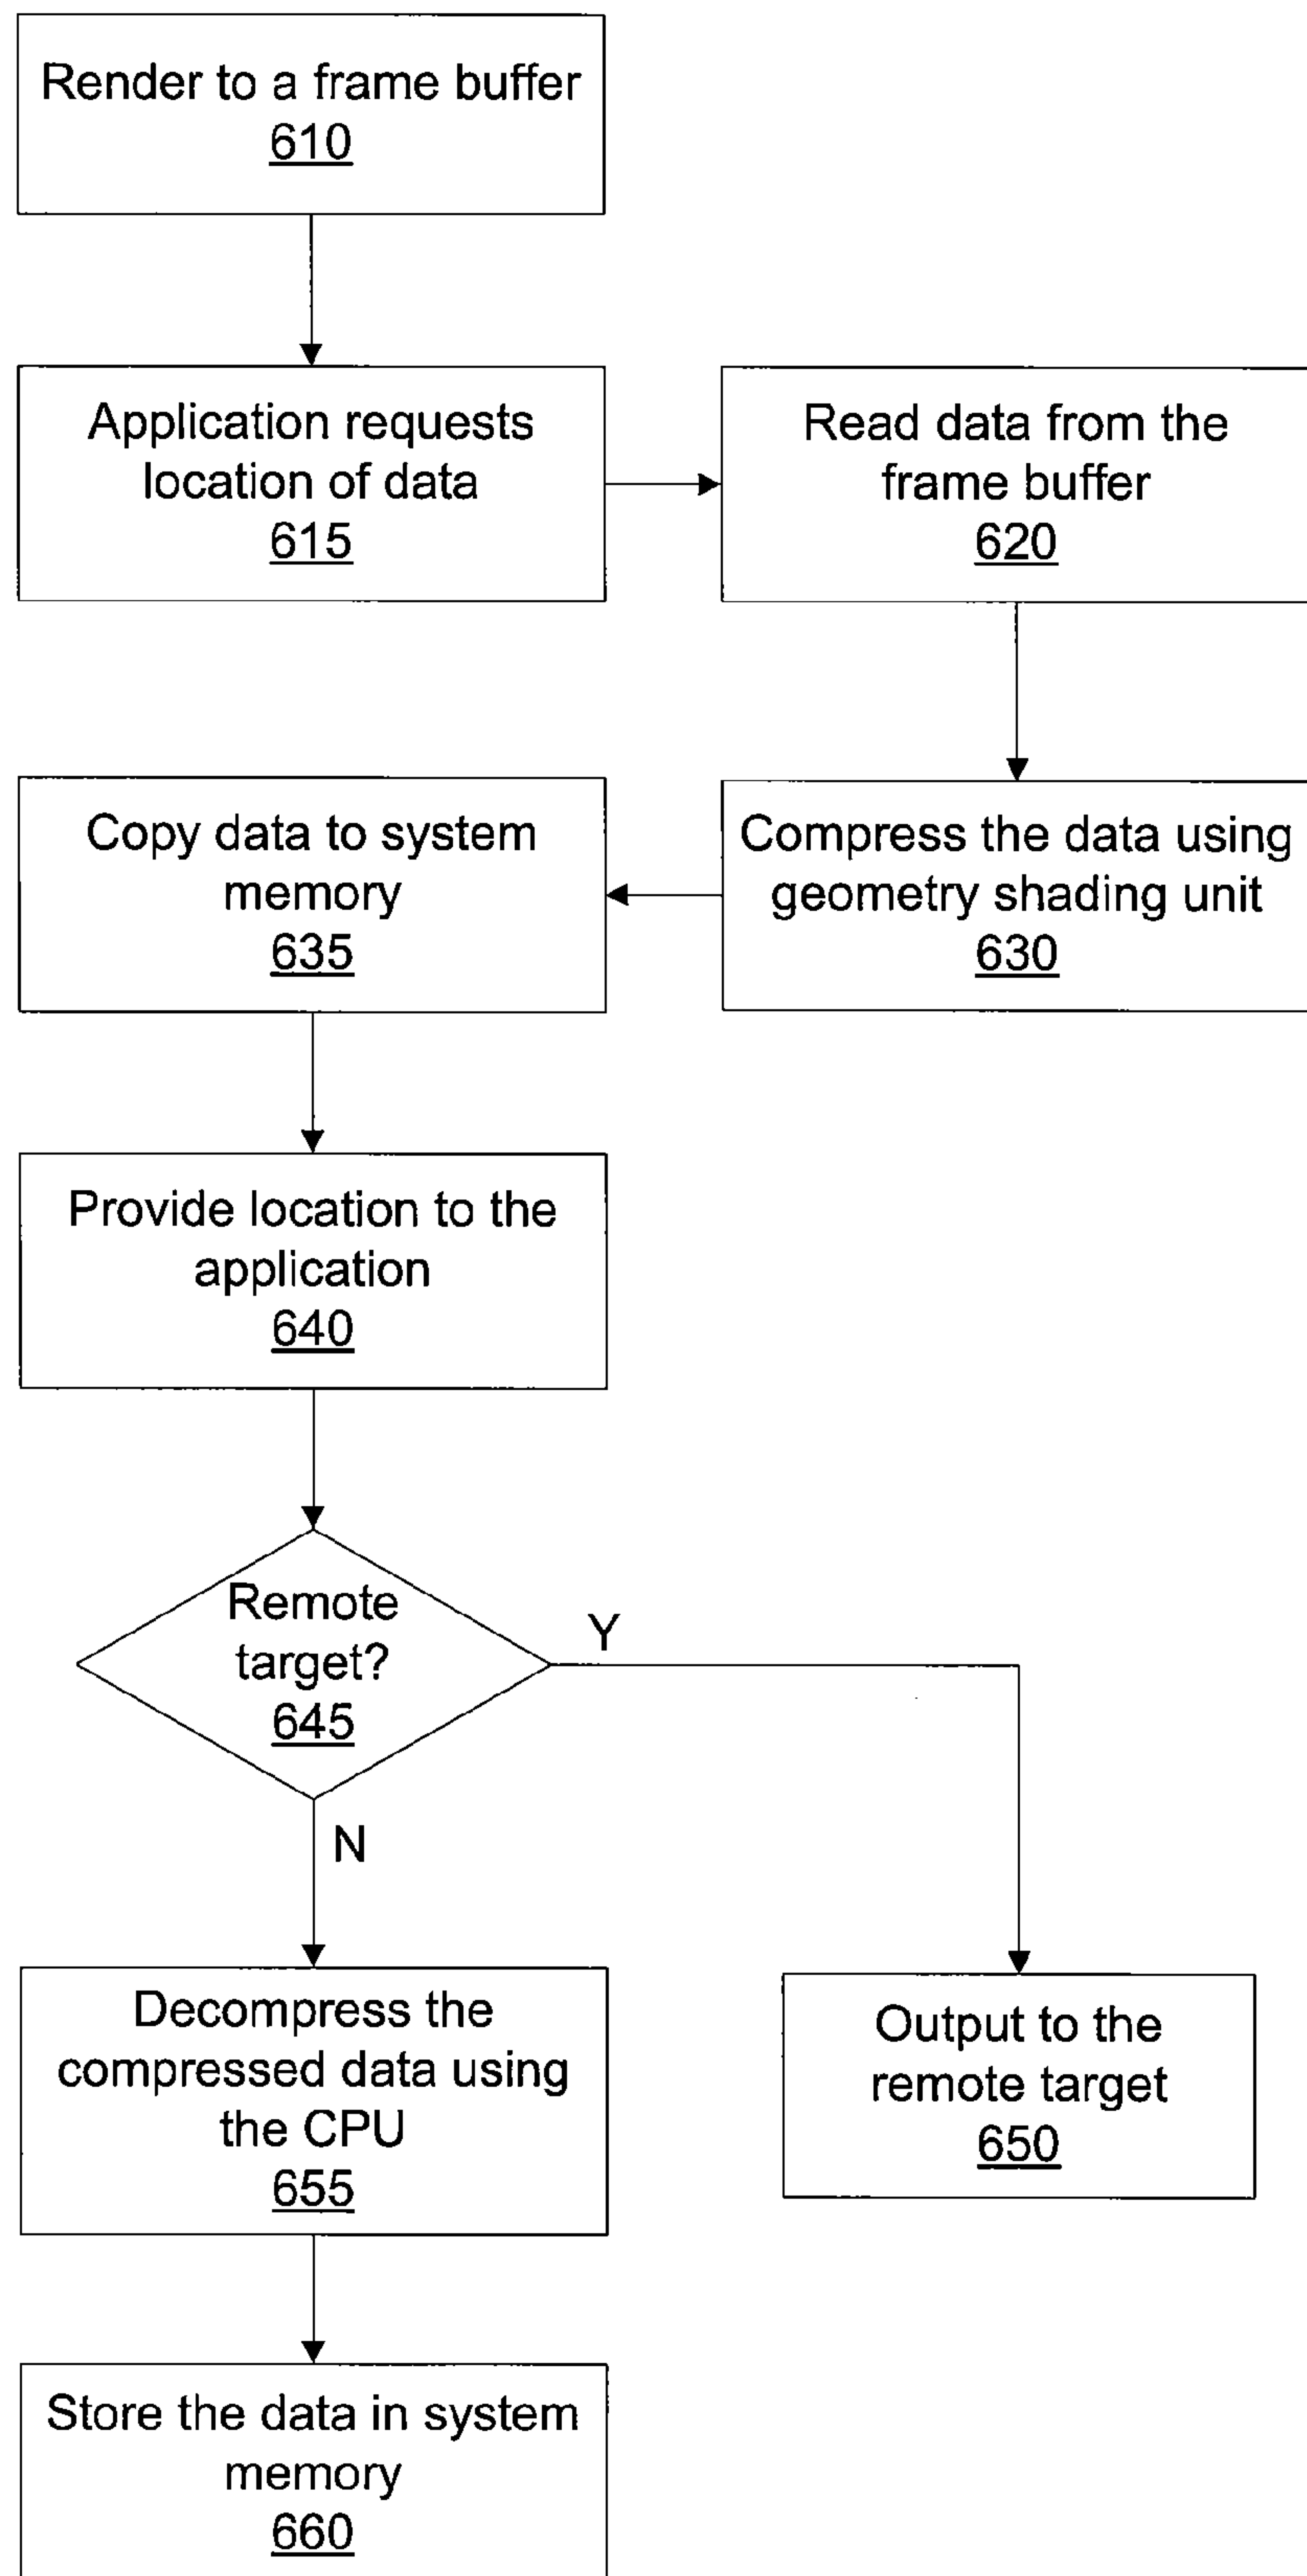 Render to a frame buffer
610
Application requests
location of data
615
Read data from the
frame buffer
620
Compress the data using
geometry shading unit
630
Copy data to system
memory
635
Provide location to the
application
640
Remote
target?
645
Y
N
Decompress the
compressed data using
the CPU
655
Output to the
remote target
650
Store the data in system
memory
660